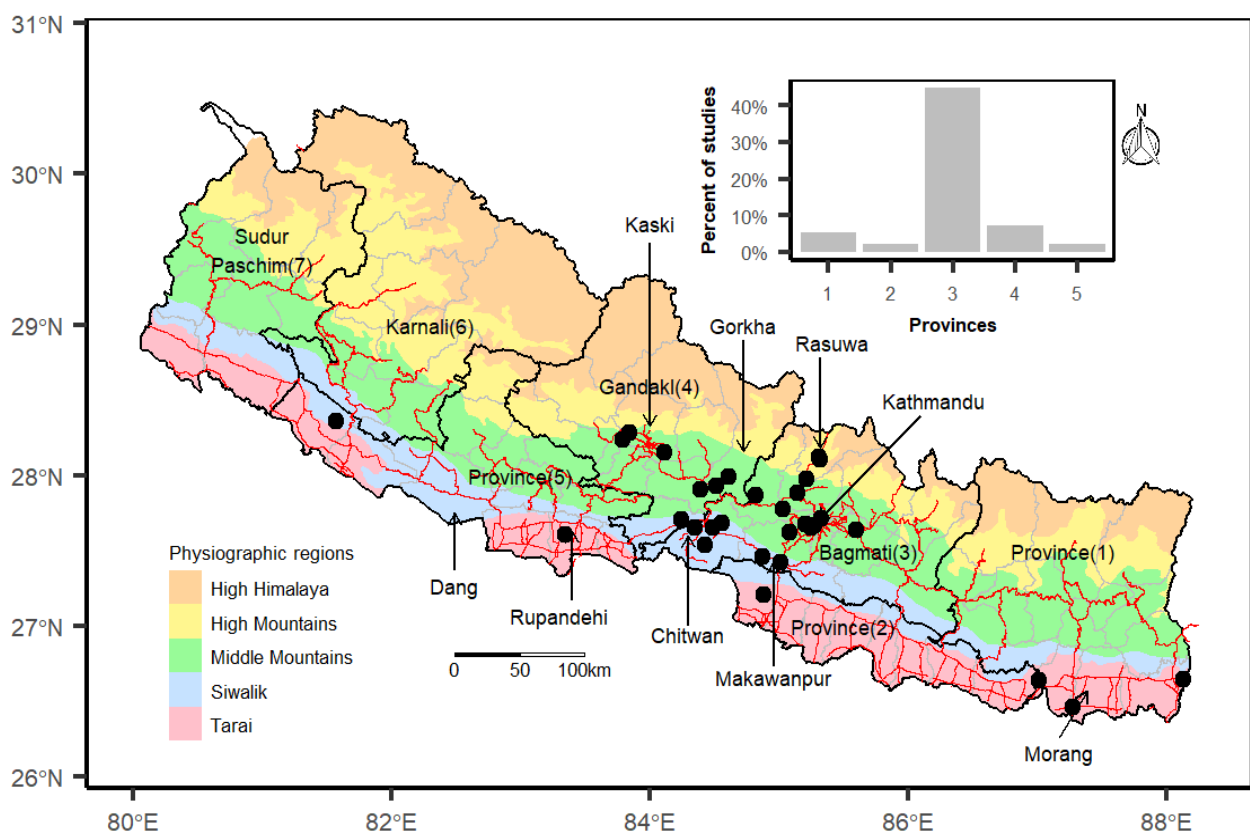 31°N
30°N
29°N
28°N
27°N
26°N
80°E
82°E
84°E
86°E
88°E
Percent of studies
40%
30%
20%
10%
0%
1
2
3
4
5
Provinces
N
Sudur
Paschim(7)
Karnali(6)
Kaski
Gorkha
Rasuwa
Gandakl(4)
Kathmandu
Province(5)
Bagmati(3)
Province(1)
Province(2)
Dang
Rupandehi
Chitwan
Makawanpur
Morang
Physiographic regions
High Himalaya
High Mountains
Middle Mountains
Siwalik
Tarai
0 50 100km